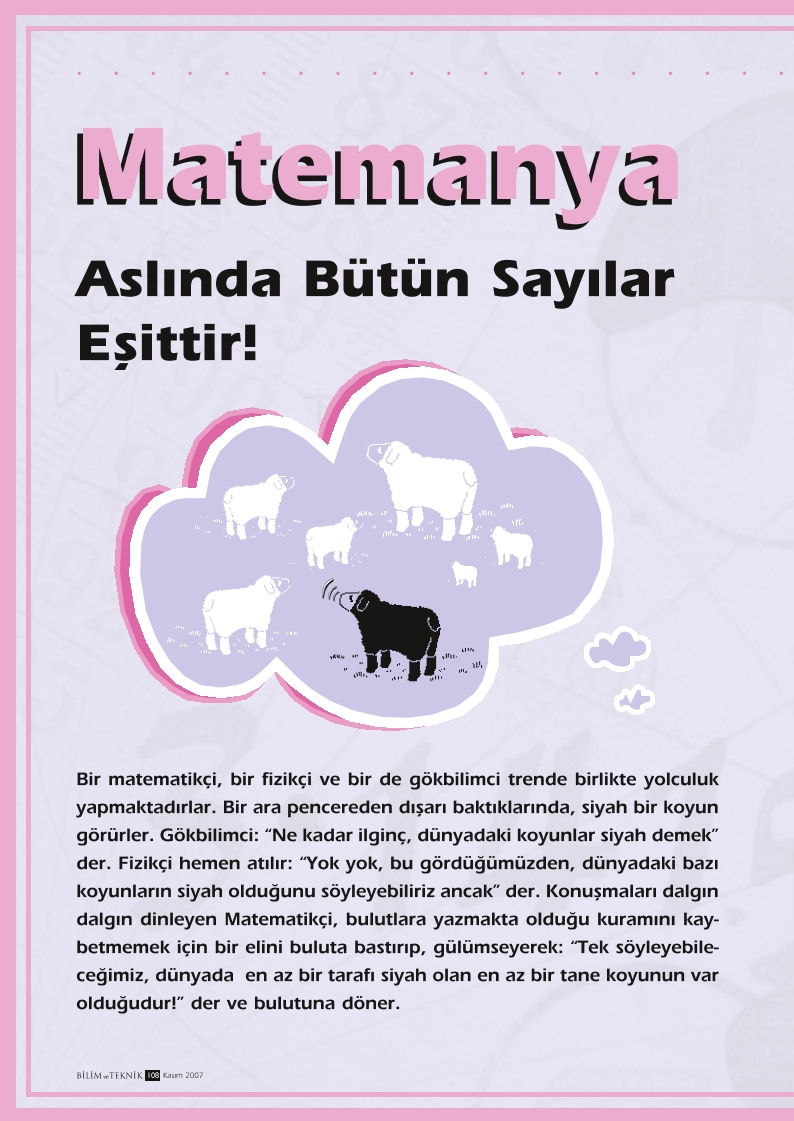 Matemanya
Aslında Bütün Sayılar
Eşittir!
Bir matematikçi, bir fizikçi ve bir de gökbilimci trende birlikte yolculuk
yapmaktadırlar. Bir ara pencereden dışarı baktıklarında, siyah bir koyun
görürler. Gökbilimci: “Ne kadar ilginç, dünyadaki koyunlar siyah demek”
der. Fizikçi hemen atılır: “Yok yok, bu gördüğümüzden, dünyadaki bazı
koyunların siyah olduğunu söyleyebiliriz ancak” der. Konuşmaları dalgın
dalgın dinleyen Matematikçi, bulutlara yazmakta olduğu kuramını kay-
betmemek için bir elini buluta bastırıp, gülümseyerek: “Tek söyleyebile-
ceğimiz, dünyada en az bir tarafı siyah olan en az bir tane koyunun var
olduğudur!” der ve bulutuna döner.
BİLİM ve TEKNİK 108 Kasım 2007